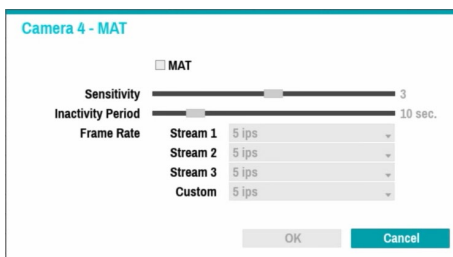 Camera 4 - MAT
MAT
Sensitivity 3
Inactivity Period 10 sec.
Frame Rate Stream 1 5 ips
Stream 2 5 ips
Stream 3 5 ips
Custom 5 ips
OK Cancel